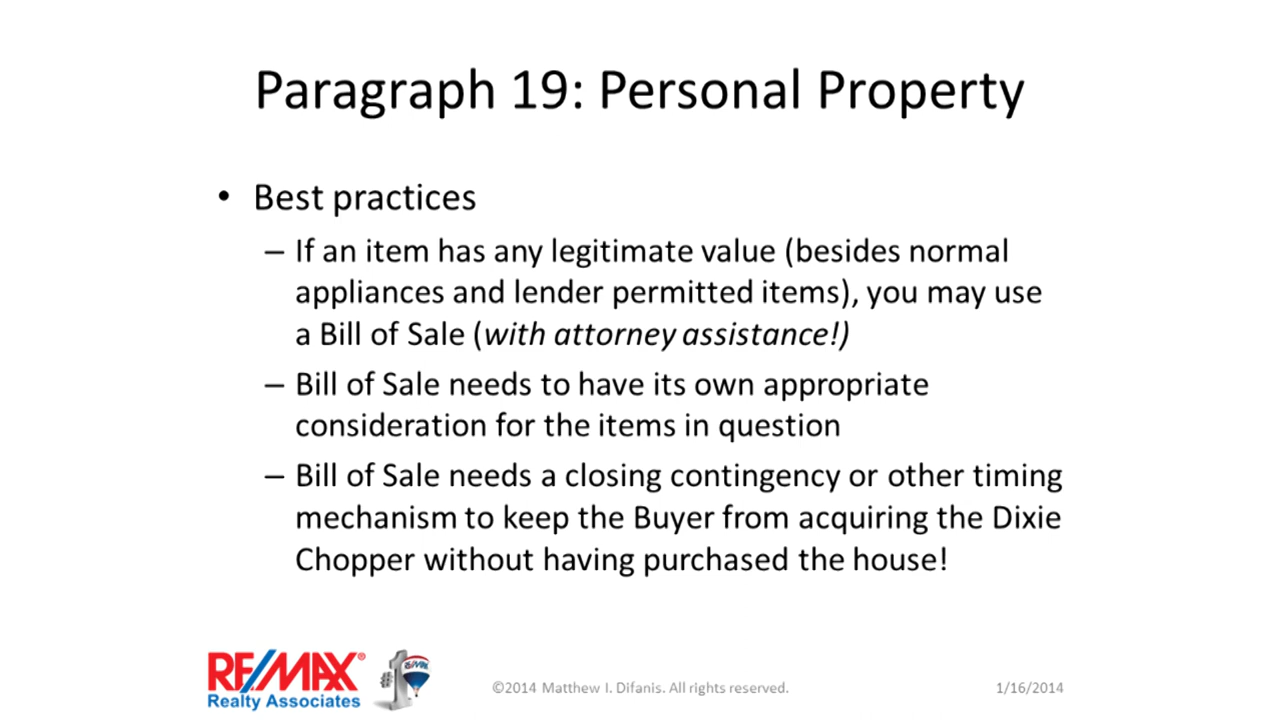 Paragraph 19: Personal Property
• Best practices
– If an item has any legitimate value (besides normal
appliances and lender permitted items), you may use
a Bill of Sale (with attorney assistance!)
– Bill of Sale needs to have its own appropriate
consideration for the items in question
– Bill of Sale needs a closing contingency or other timing
mechanism to keep the Buyer from acquiring the Dixie
Chopper without having purchased the house!
RE/MAX®
Realty Associates
RE/MAX
©2014 Matthew I. Difanis. All rights reserved.
1/16/2014